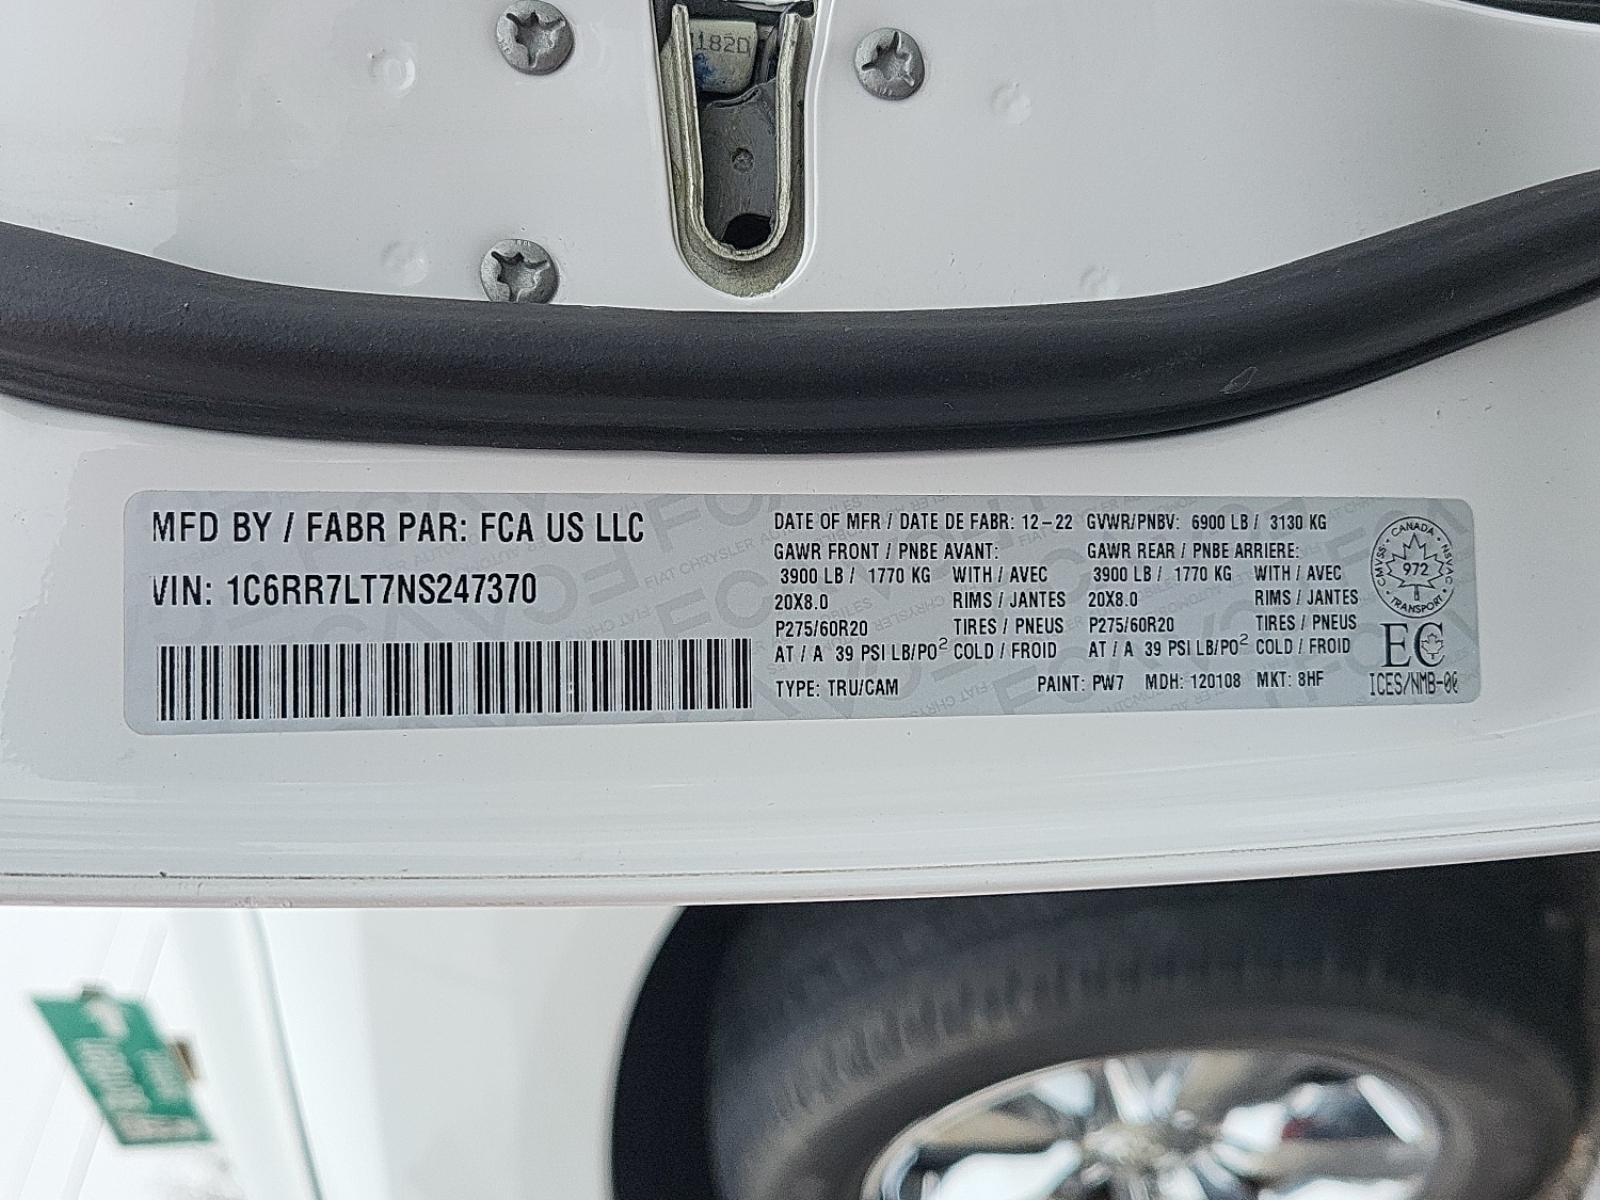 1182D
MFD BY / FABR PAR: FCA US LLC
VIN: 1C6RR7LT7NS247370
DATE OF MFR / DATE DE FABR: 12-22 GVWR/PNBV: 6900 LB / 3130 KG
GAWR FRONT / PNBE AVANT: GAWR REAR / PNBE ARRIERE:
3900 LB / 1770 KG WITH / AVEC 3900 LB / 1770 KG WITH / AVEC
20X8.0 RIMS / JANTES 20X8.0 RIMS / JANTES
P275/60R20 TIRES / PNEUS P275/60R20 TIRES / PNEUS
AT / A 39 PSI LB/PO² COLD / FROID AT / A 39 PSI LB/PO² COLD / FROID
TYPE: TRU/CAM PAINT: PW7 MDH: 120108 MKT: 8HF
CANADA
CMVSS 972 NSVAC
TRANSPORT
EC
ICES/NMB-00